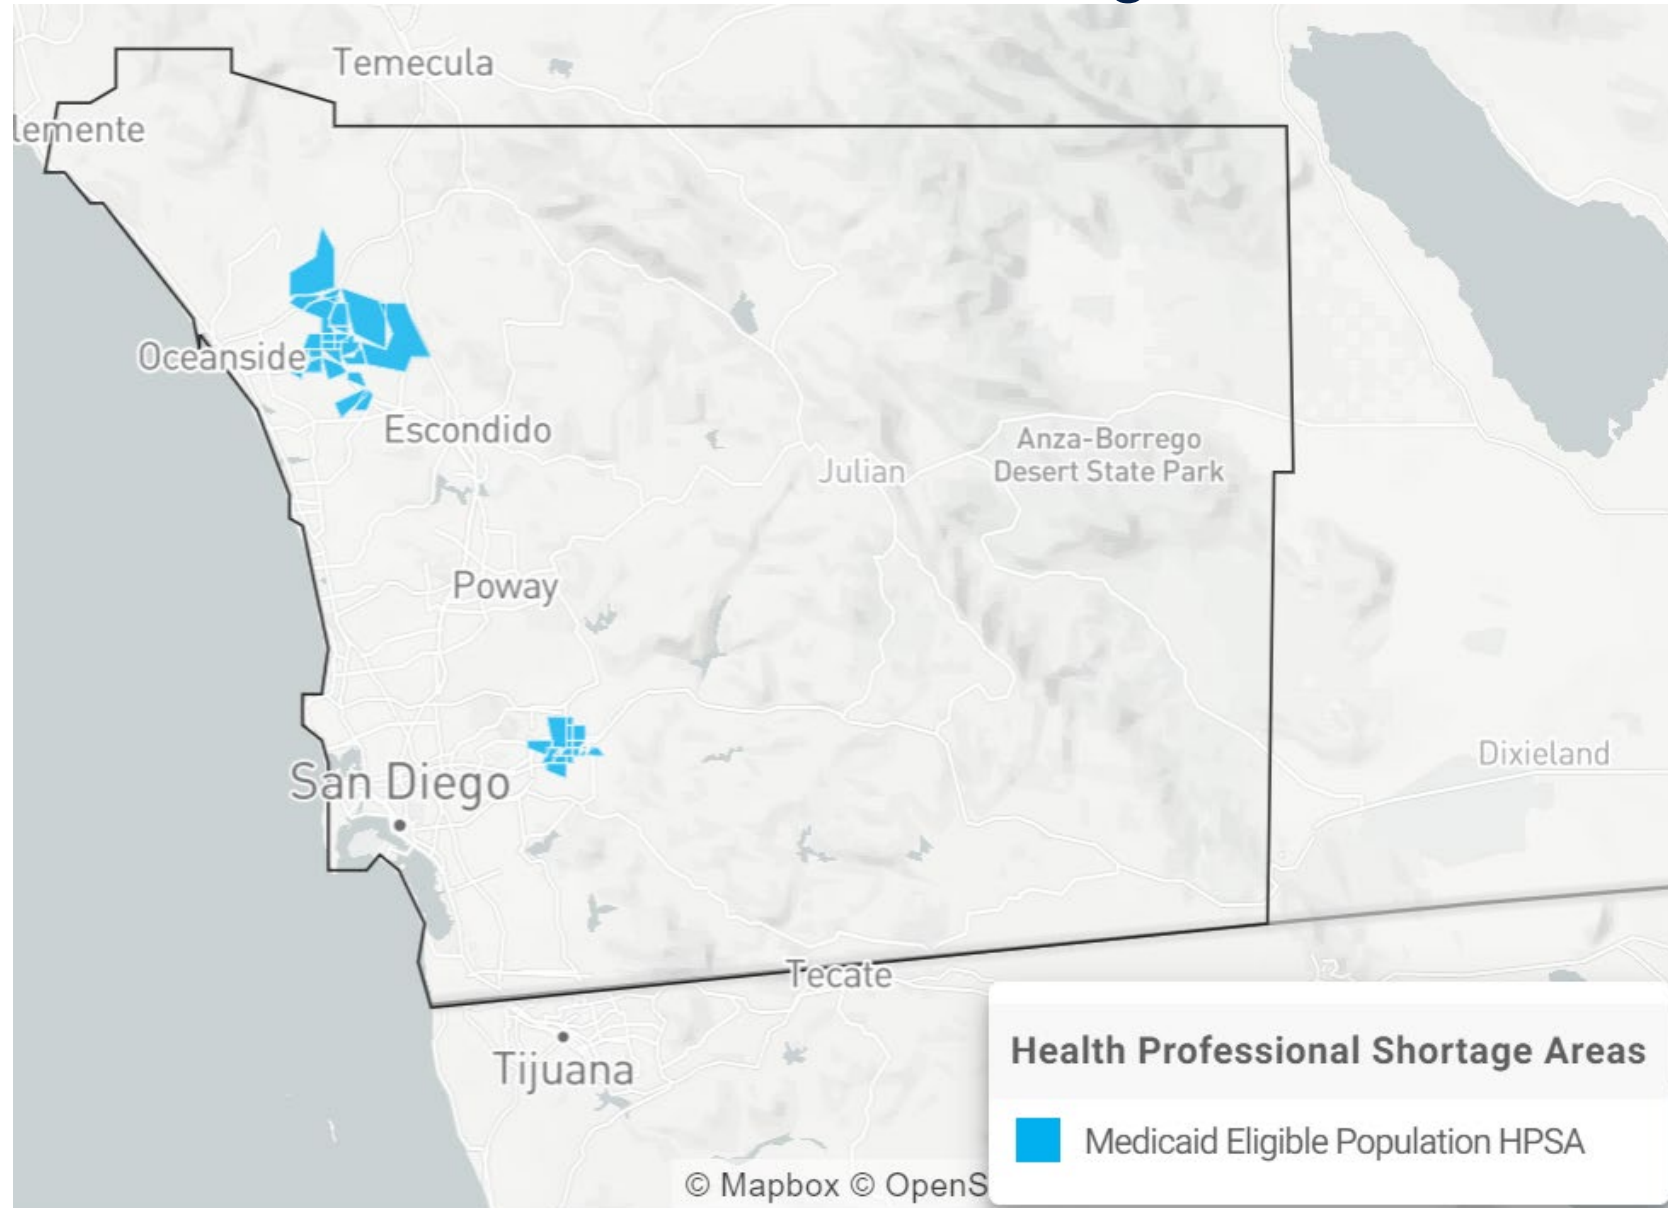 Temecula
lemente
Oceanside
Escondido
Anza-Borrego
Desert State Park
Julian
Poway
Dixieland
San Diego
Tecate
Tijuana
Health Professional Shortage Areas
Medicaid Eligible Population HPSA
© Mapbox © OpenS